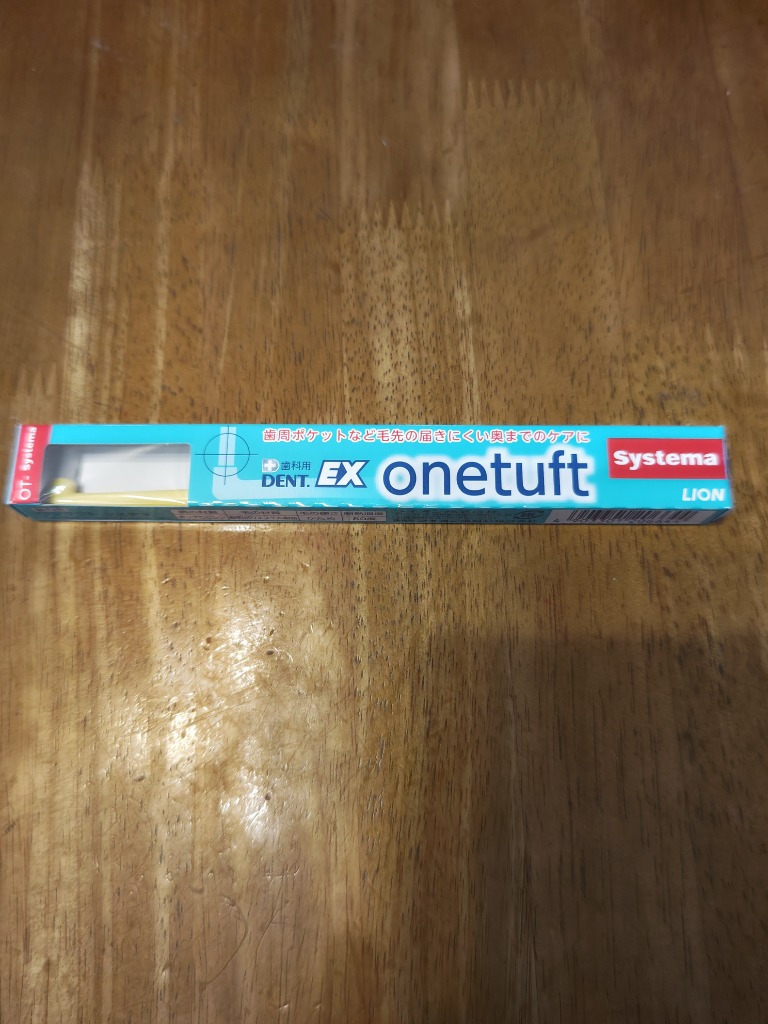 OT-systema
歯周ポケットなど毛先の届きにくい奥までのケアに
歯科用
DENT. EX onetuft
Systema
LION